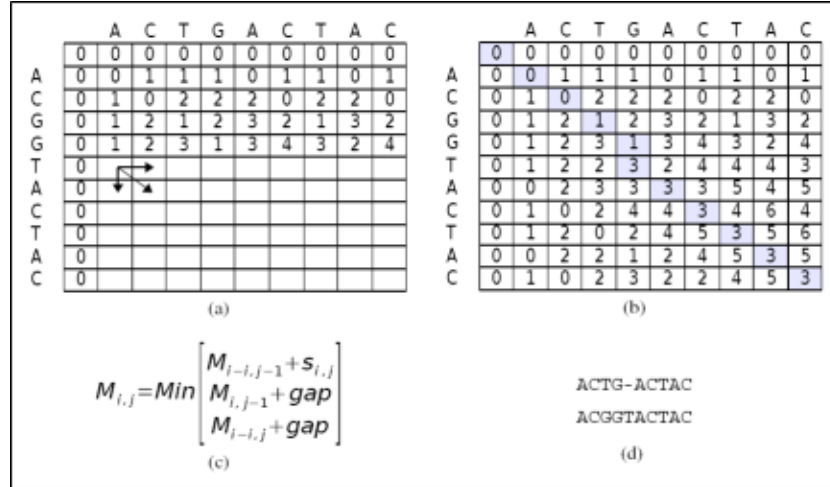 A C T G A C T A C
0 0 0 0 0 0 0 0 0 0
A 0 0 1 1 1 0 1 1 0 1
C 0 1 0 2 2 2 0 2 2 0
G 0 1 2 1 2 3 2 1 3 2
G 0 1 2 3 1 3 4 3 2 4
T 0
A 0
C 0
T 0
A 0
C 0
(a)
A C T G A C T A C
0 0 0 0 0 0 0 0 0 0
A 0 0 1 1 1 0 1 1 0 1
C 0 1 0 2 2 2 0 2 2 0
G 0 1 2 1 2 3 2 1 3 2
G 0 1 2 3 1 3 4 3 2 4
T 0 1 2 2 3 2 4 4 4 3
A 0 0 2 3 3 3 3 5 4 5
C 0 1 0 2 4 4 3 4 6 4
T 0 1 2 0 2 4 5 3 5 6
A 0 0 2 2 1 2 4 5 3 5
C 0 1 0 2 3 2 2 4 5 3
(b)
M_{i,j}=Min[
M_{i-i,j-1}+s_{i,j}
M_{i,j-1}+gap
M_{i-i,j}+gap
]
(c)
ACTG-ACTAC
ACGGTACTAC
(d)